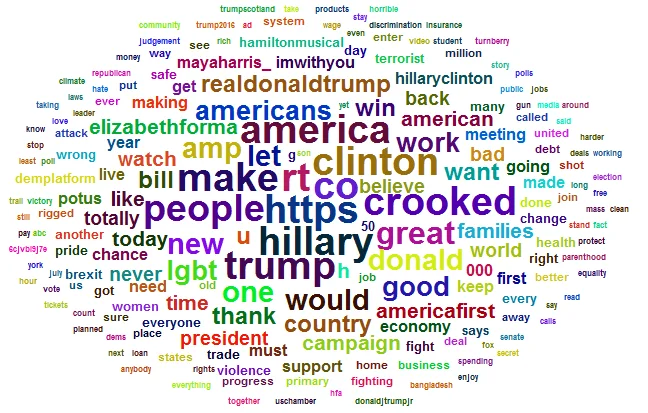 trumpscotland take products horrible
community trump2016 ad system wage stay discrimination insurance
judgement way see rich hamiltonmusical even enter video student turnberry
money mayaharris_ imwithyou day terrorist million story
climate republican put safe get realdonaldtrump hillaryclinton polls
taking hate ever making americans yet win back many public jobs
laws leader gun media around
know love attack year elizabethforma america american called said
stop wrong watch amp let g son clinton work meeting united harder
least poll bad debt deals working
demplatform live bill make rt co believe want going shot election
trail victory potus like people https crooked made long free
still rigged totally 50 done join mass clean
pay abc another today new u hillary great families change stand fact
6cjvbl9j7e pride chance world health protect
york brexit never lgbt trump h donald 000 right parenthood
hour july us need old job good keep first better equality
vote got one would americafirst every say read
tickets women time
count sure thank country economy says away calls
planned dems everyone place president campaign fight deal fox senate
next loan states trade must support home business secret
anybody rights violence spending
everything progress primary fighting bangladesh enjoy
together uschamber hfa donaldjtrumpjr